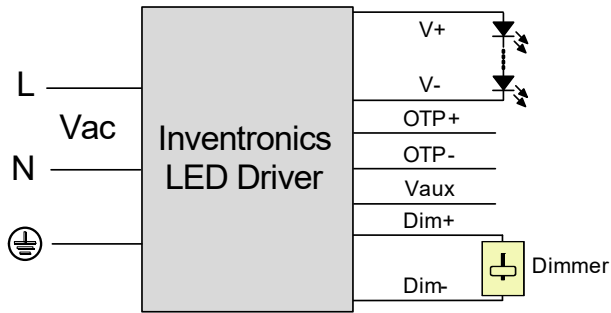 L
Vac
N
Inventronics
LED Driver
V+
V-
OTP+
OTP-
Vaux
Dim+
Dim-
Dimmer